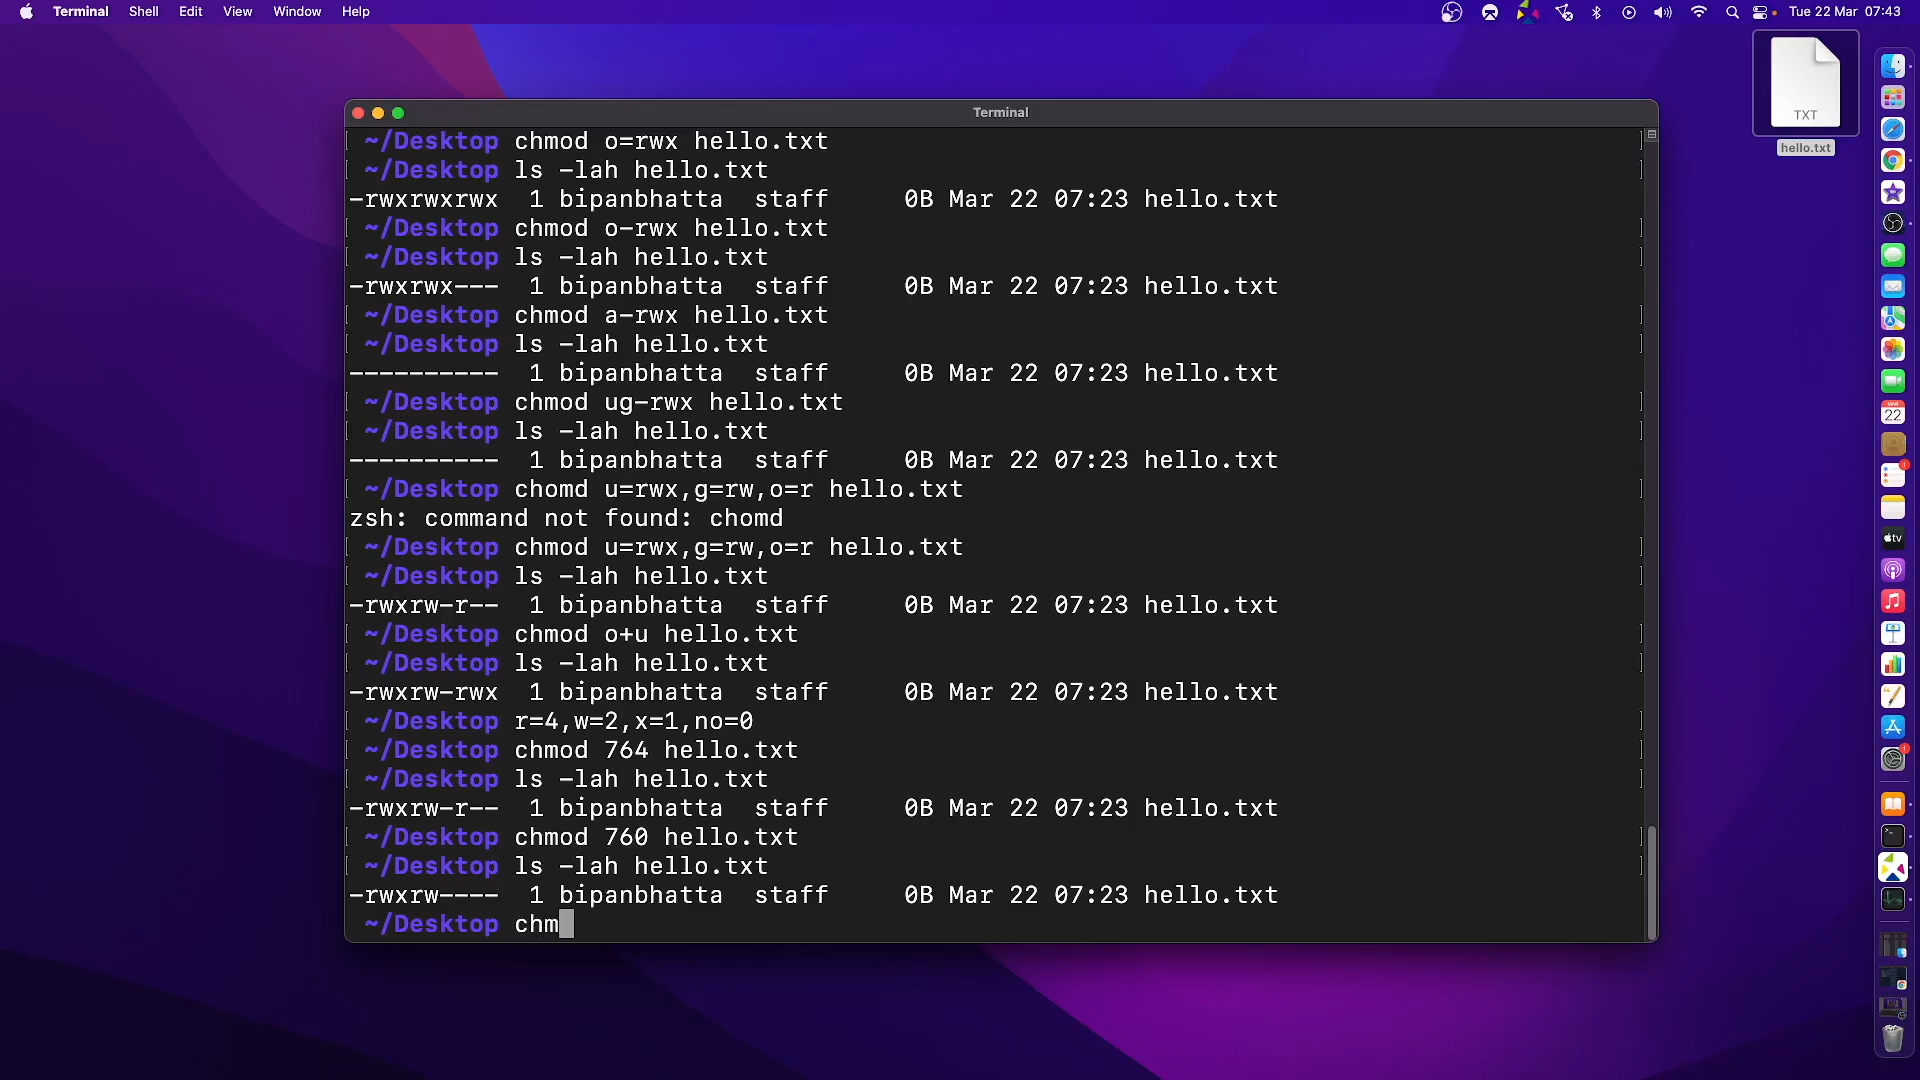 Terminal Shell Edit View Window Help Tue 22 Mar 07:43
TXT
hello.txt
Terminal
~/Desktop chmod o=rwx hello.txt
~/Desktop ls -lah hello.txt
-rwxrwxrwx 1 bipanbhatta staff 0B Mar 22 07:23 hello.txt
~/Desktop chmod o-rwx hello.txt
~/Desktop ls -lah hello.txt
-rwxrwx--- 1 bipanbhatta staff 0B Mar 22 07:23 hello.txt
~/Desktop chmod a-rwx hello.txt
~/Desktop ls -lah hello.txt
---------- 1 bipanbhatta staff 0B Mar 22 07:23 hello.txt
~/Desktop chmod ug-rwx hello.txt
~/Desktop ls -lah hello.txt
---------- 1 bipanbhatta staff 0B Mar 22 07:23 hello.txt
~/Desktop chomd u=rwx,g=rw,o=r hello.txt
zsh: command not found: chomd
~/Desktop chmod u=rwx,g=rw,o=r hello.txt
~/Desktop ls -lah hello.txt
-rwxrw-r-- 1 bipanbhatta staff 0B Mar 22 07:23 hello.txt
~/Desktop chmod o+u hello.txt
~/Desktop ls -lah hello.txt
-rwxrw-rwx 1 bipanbhatta staff 0B Mar 22 07:23 hello.txt
~/Desktop r=4,w=2,x=1,no=0
~/Desktop chmod 764 hello.txt
~/Desktop ls -lah hello.txt
-rwxrw-r-- 1 bipanbhatta staff 0B Mar 22 07:23 hello.txt
~/Desktop chmod 760 hello.txt
~/Desktop ls -lah hello.txt
-rwxrw---- 1 bipanbhatta staff 0B Mar 22 07:23 hello.txt
~/Desktop chm
22
tv